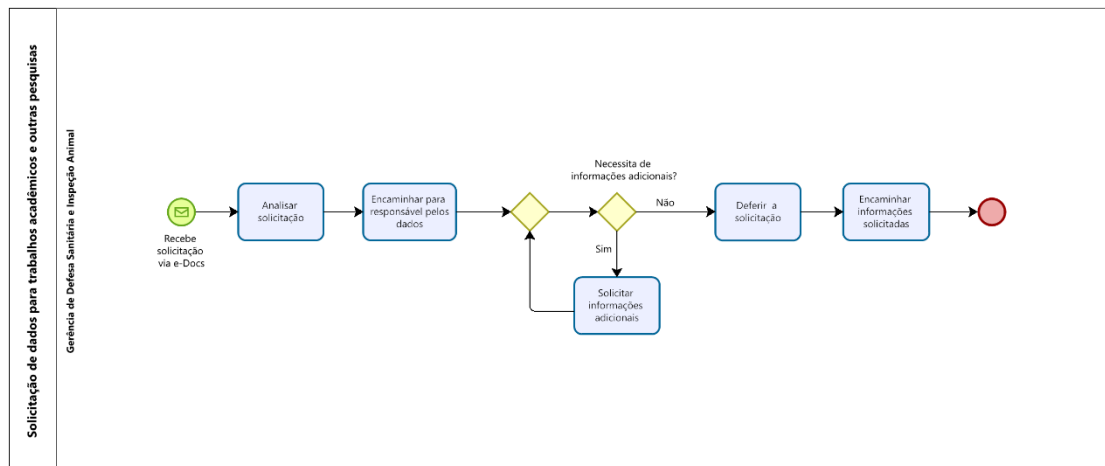 Solicitação de dados para trabalhos acadêmicos e outras pesquisas
Gerência de Defesa Sanitária e Inspeção Animal
Recebe
solicitação
via e-Docs
Analisar
solicitação
Encaminhar para
responsável pelos
dados
Necessita de
informações adicionais?
Não
Sim
Solicitar
informações
adicionais
Deferir a
solicitação
Encaminhar
informações
solicitadas